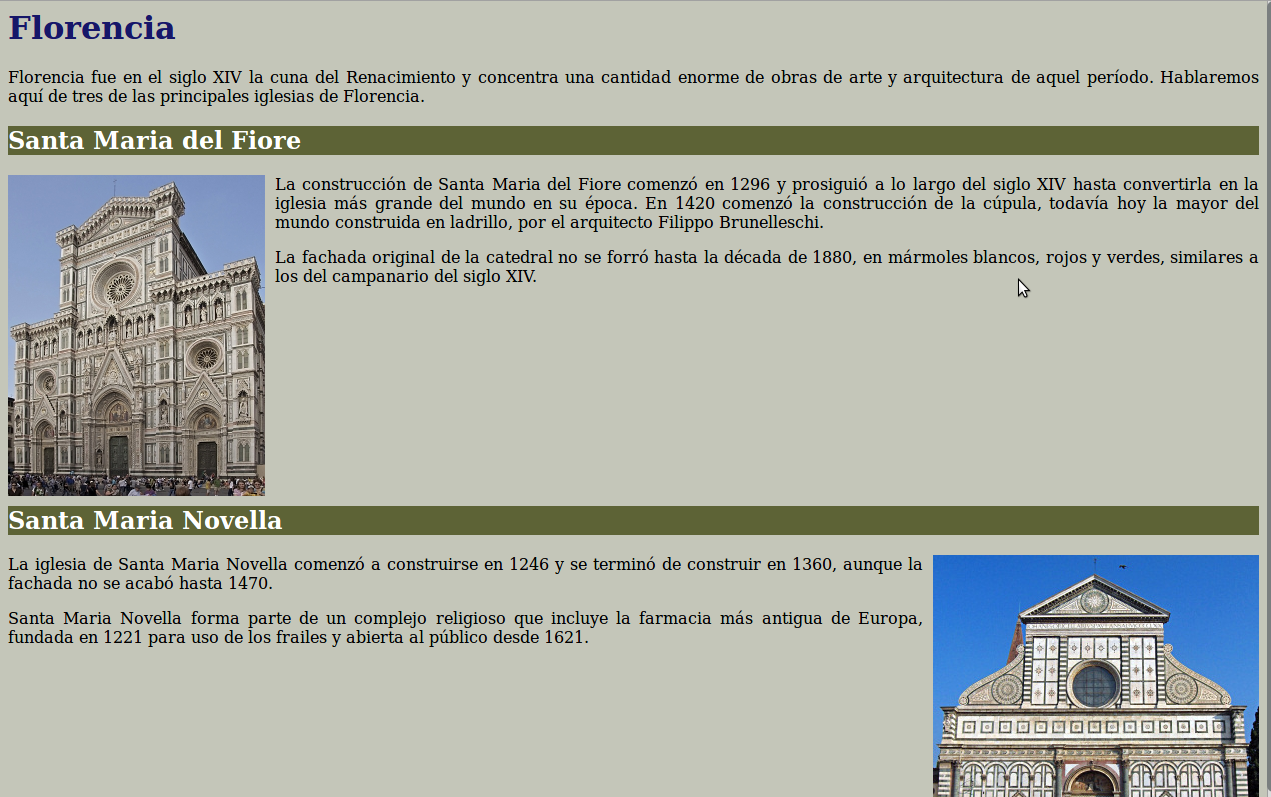 Florencia
Florencia fue en el siglo XIV la cuna del Renacimiento y concentra una cantidad enorme de obras de arte y arquitectura de aquel período. Hablaremos
aquí de tres de las principales iglesias de Florencia.
Santa Maria del Fiore
La construcción de Santa Maria del Fiore comenzó en 1296 y prosiguió a lo largo del siglo XIV hasta convertirla en la
iglesia más grande del mundo en su época. En 1420 comenzó la construcción de la cúpula, todavía hoy la mayor del
mundo construida en ladrillo, por el arquitecto Filippo Brunelleschi.
La fachada original de la catedral no se forró hasta la década de 1880, en mármoles blancos, rojos y verdes, similares a
los del campanario del siglo XIV.
Santa Maria Novella
La iglesia de Santa Maria Novella comenzó a construirse en 1246 y se terminó de construir en 1360, aunque la
fachada no se acabó hasta 1470.
Santa Maria Novella forma parte de un complejo religioso que incluye la farmacia más antigua de Europa,
fundada en 1221 para uso de los frailes y abierta al público desde 1621.